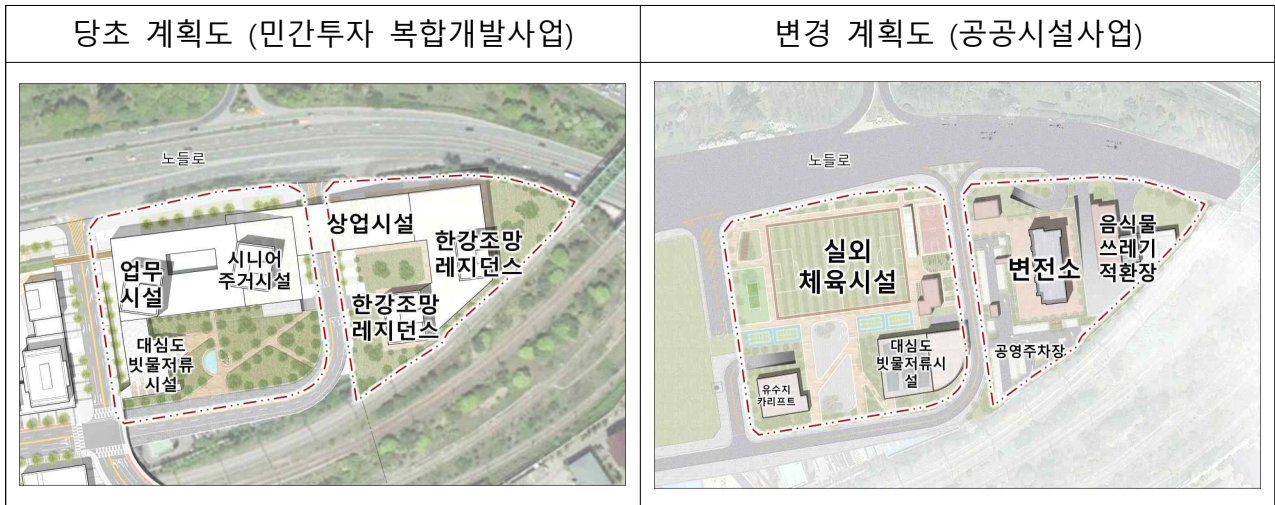 당초 계획도 (민간투자 복합개발사업)
변경 계획도 (공공시설사업)
노들로
상업시설
한강조망
레지던스
시니어
주거시설
업무
시설
한강조망
레지던스
대심도
빗물저류
시설
노들로
실외
체육시설
음식물
쓰레기
적환장
변전소
대심도
빗물저류시
설
공영주차장
유수지
카리프트